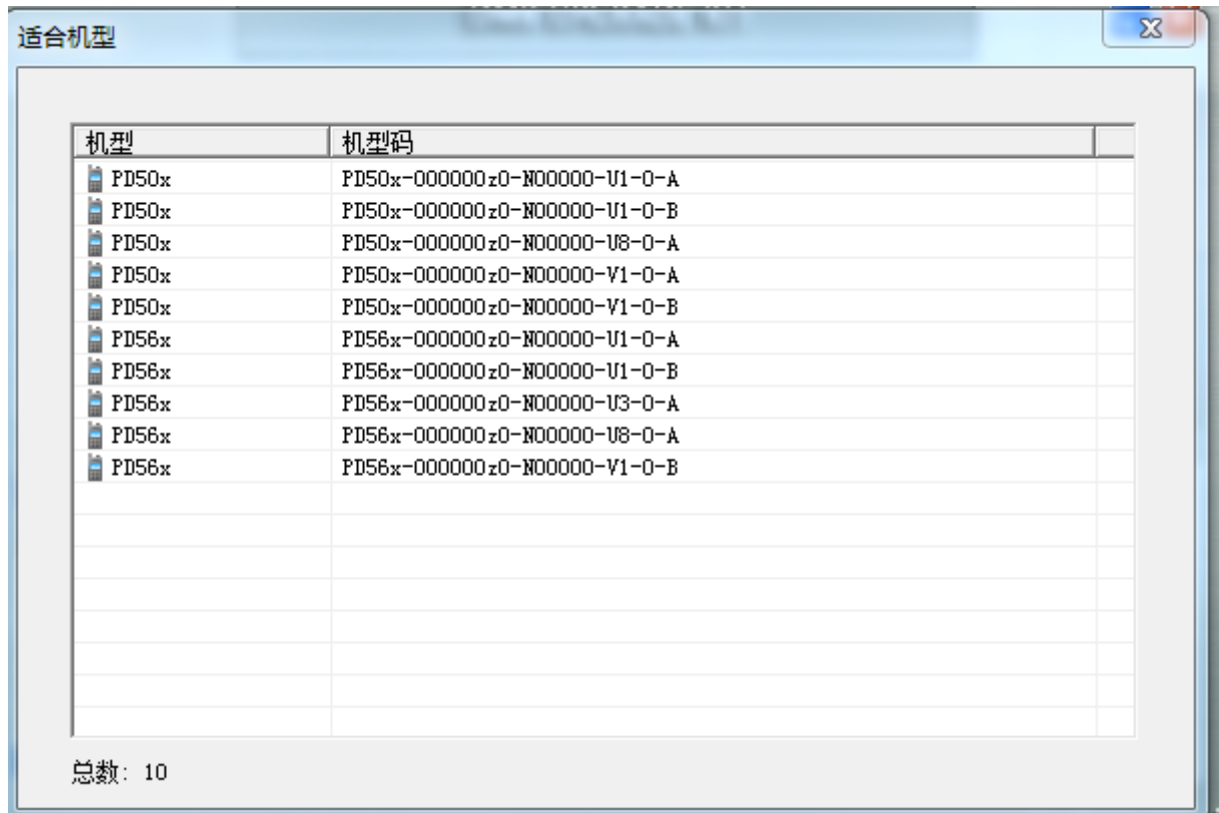 适合机型
机型 机型码
PD50x PD50x-000000z0-N00000-U1-0-A
PD50x PD50x-000000z0-N00000-U1-0-B
PD50x PD50x-000000z0-N00000-U8-0-A
PD50x PD50x-000000z0-N00000-V1-0-A
PD50x PD50x-000000z0-N00000-V1-0-B
PD56x PD56x-000000z0-N00000-U1-0-A
PD56x PD56x-000000z0-N00000-U1-0-B
PD56x PD56x-000000z0-N00000-U3-0-A
PD56x PD56x-000000z0-N00000-U8-0-A
PD56x PD56x-000000z0-N00000-V1-0-B
总数: 10